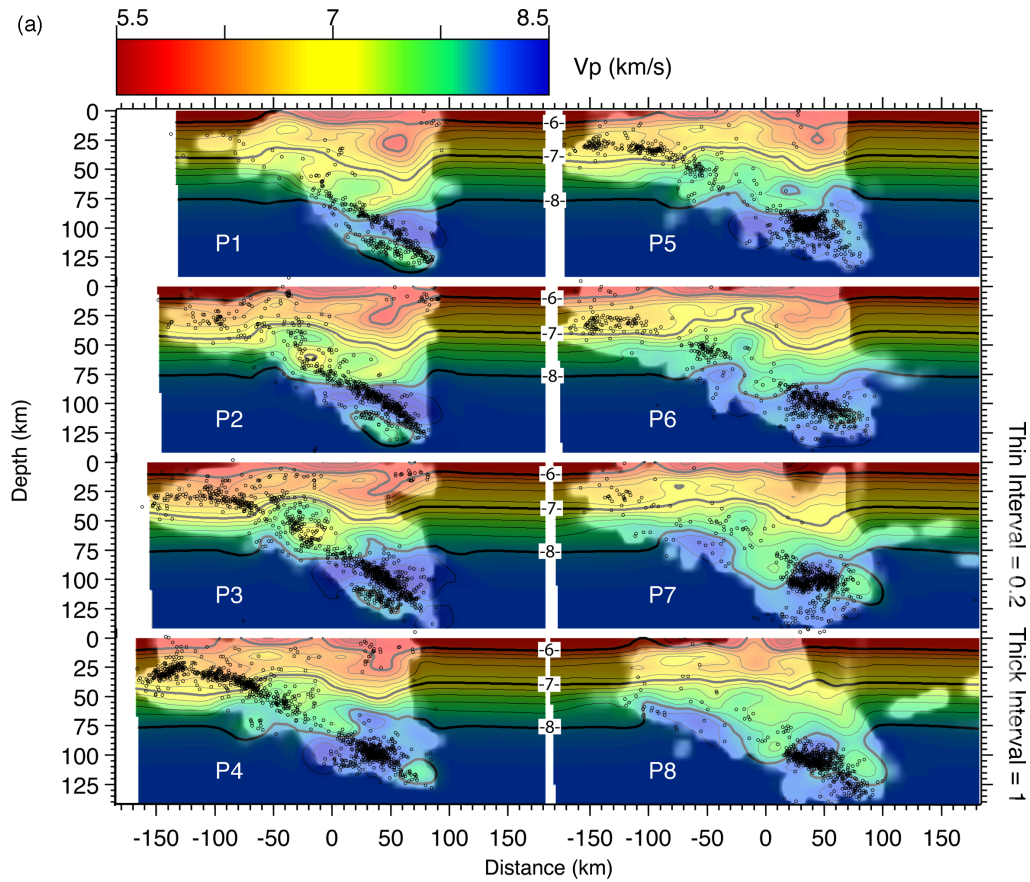 (a)
5.5 7 8.5
Vp (km/s)
0 25 50 75 100 125
P1
-6-
-7-
-8-
P5
0 25 50 75 100 125
P2
-6-
-7-
-8-
P6
0 25 50 75 100 125
P3
-6-
-7-
-8-
P7
0 25 50 75 100 125
P4
-6-
-7-
-8-
P8
Depth (km)
-150 -100 -50 0 50 100 150 -150 -100 -50 0 50 100 150
Distance (km)
Thin Interval = 0.2 Thick Interval = 1